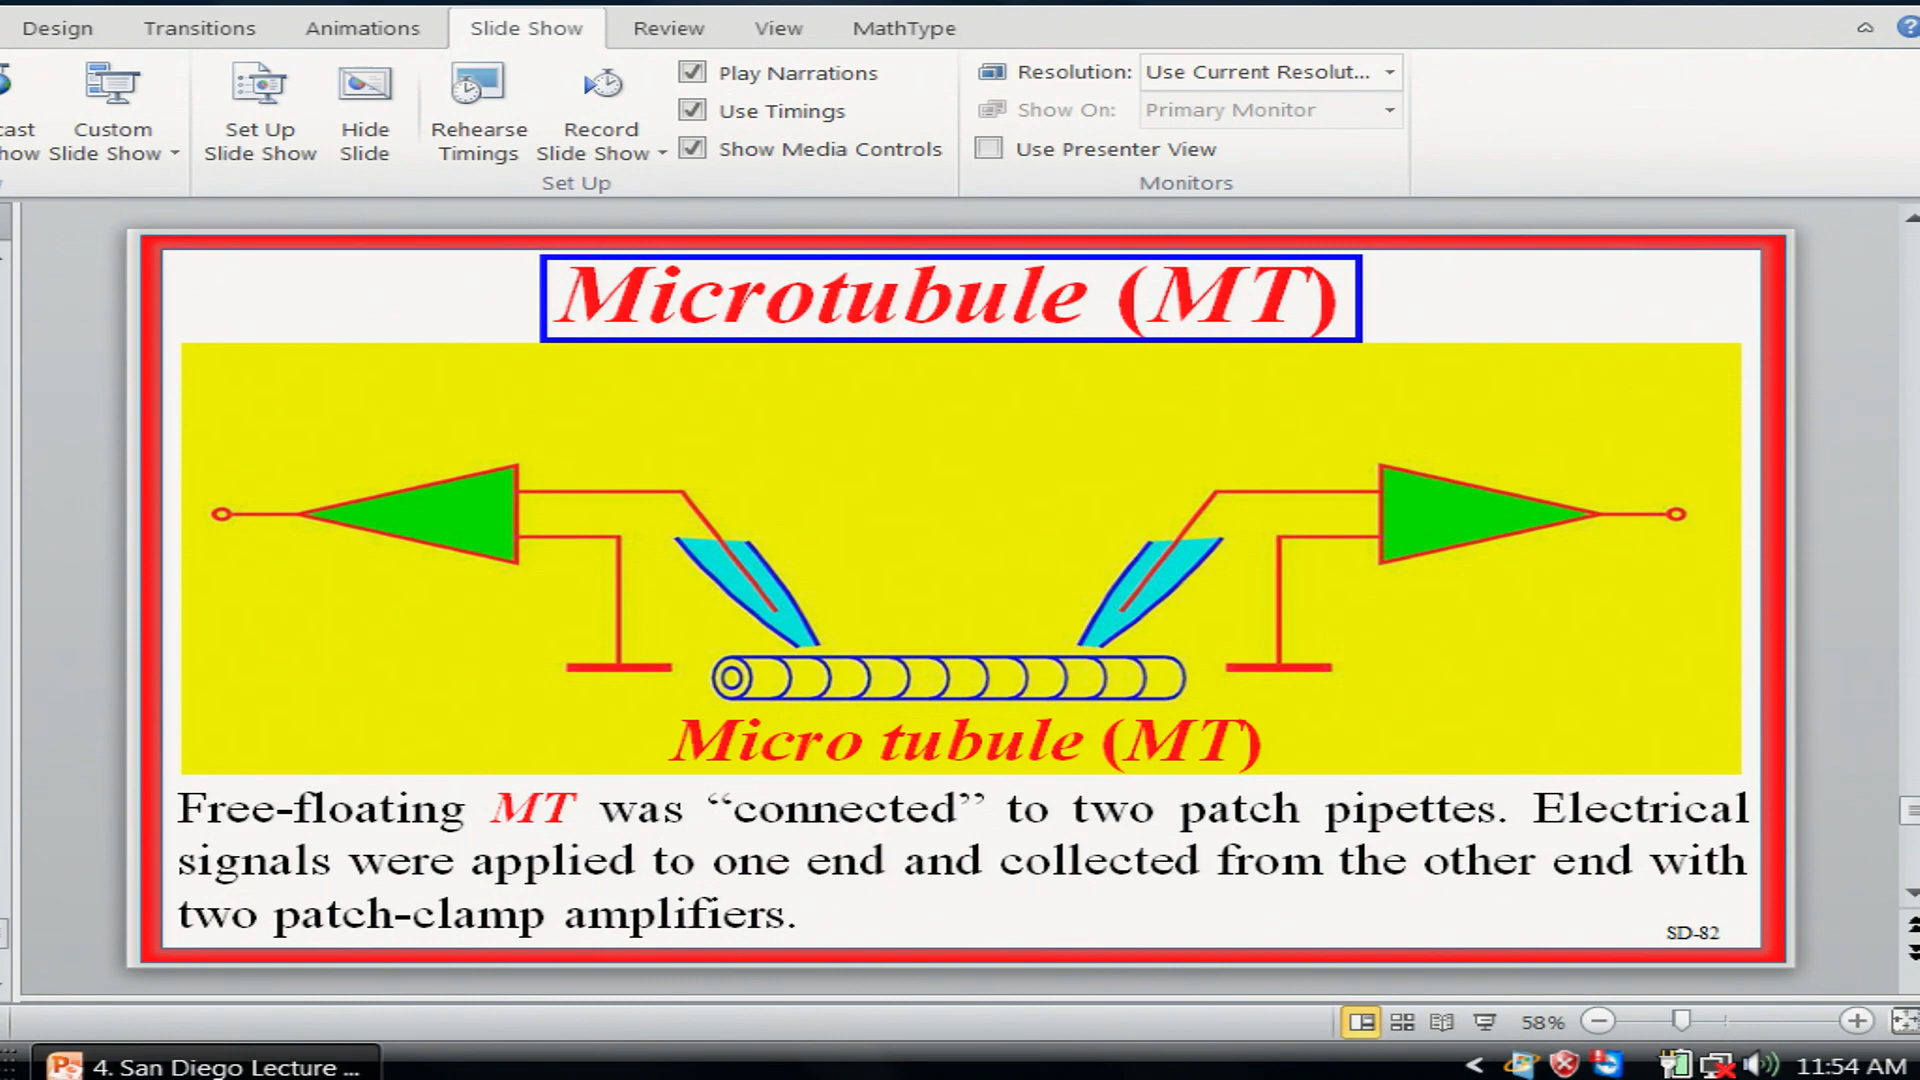 Design Transitions Animations Slide Show Review View MathType
Custom Slide Show
Set Up Slide Show
Hide Slide
Rehearse Timings
Record Slide Show
Play Narrations
Use Timings
Show Media Controls
Set Up
Resolution: Use Current Resolut...
Show On: Primary Monitor
Use Presenter View
Monitors
Microtubule (MT)
Micro tubule (MT)
Free-floating MT was “connected” to two patch pipettes. Electrical
signals were applied to one end and collected from the other end with
two patch-clamp amplifiers.
SD-82
58%
4. San Diego Lecture ...
11:54 AM